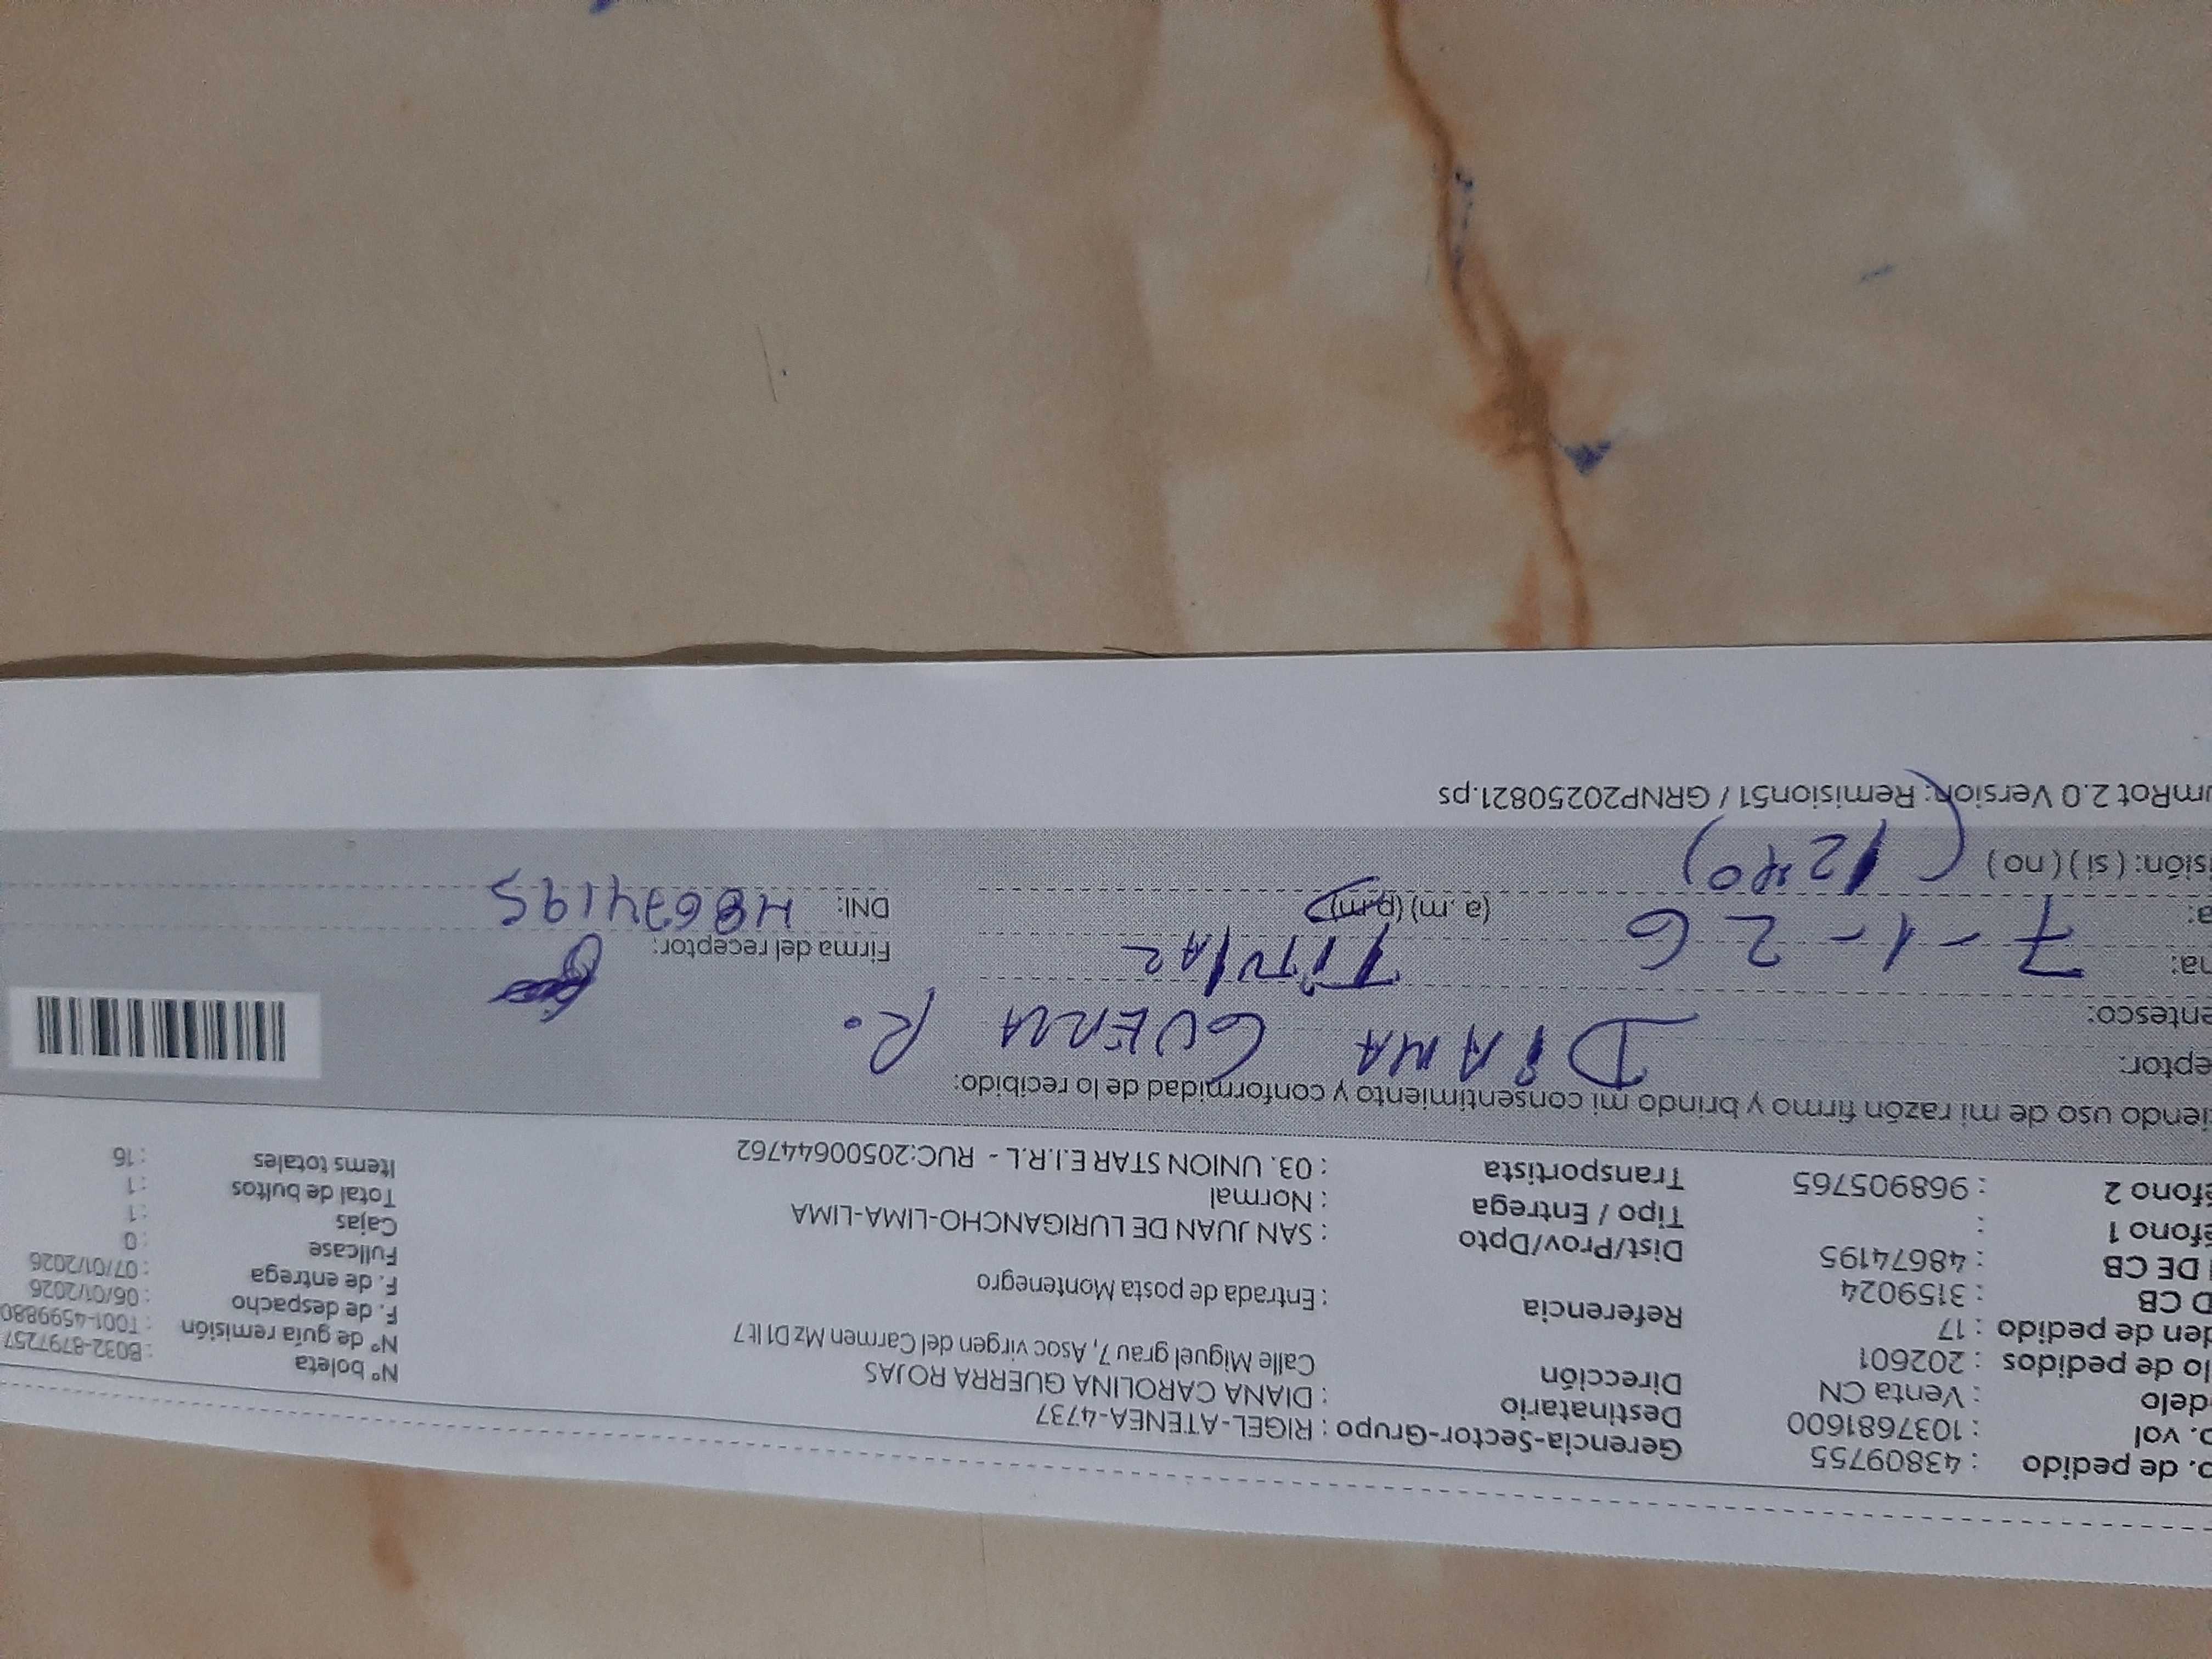 o. de pedido : 43809755
o. vol : 1037681600
delo : Venta CN
lo de pedidos : 202601
den de pedido : 17
D CB : 3159024
I DE CB : 48674195
éfono 1 :
éfono 2 : 968905765
Gerencia-Sector-Grupo : RIGEL-ATENEA-4737
Destinatario : DIANA CAROLINA GUERRA ROJAS
Dirección Calle Miguel grau 7, Asoc virgen del Carmen Mz D1 lt 7
Referencia : Entrada de posta Montenegro
Dist/Prov/Dpto : SAN JUAN DE LURIGANCHO-LIMA-LIMA
Tipo / Entrega : Normal
Transportista : 03. UNION STAR E.I.R.L - RUC:20500644762
Nº boleta : B032-8797257
Nº de guía remisión : T001-4599880
F. de despacho : 06/01/2026
F. de entrega : 07/01/2026
Fullcase : 0
Cajas : 1
Total de bultos : 1
Items totales : 16
iendo uso de mi razón firmo y brindo mi consentimiento y conformidad de lo recibido:
eptor: DIANA GUERRA R.
entesco: TITULAR
ha: 7-1-26
a: (12:40) (a.m) (p.m)
isión: (si) (no)
Firma del receptor:
DNI: 48674195
umRot 2.0 Version: Remision51 / GRNP20250821.ps